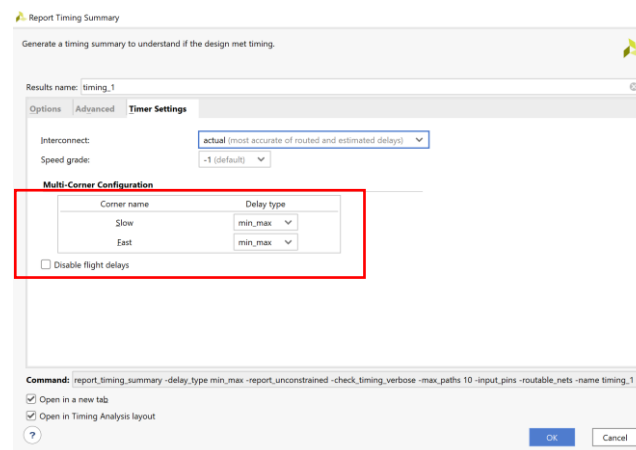 Report Timing Summary
Generate a timing summary to understand if the design met timing.
Results name: timing_1
Options Advanced Timer Settings
Interconnect: actual (most accurate of routed and estimated delays)
Speed grade: -1 (default)
Multi-Corner Configuration
Corner name Delay type
Slow min_max
Fast min_max
Disable flight delays
Command: report_timing_summary -delay_type min_max -report_unconstrained -check_timing_verbose -max_paths 10 -input_pins -routable_nets -name timing_1
Open in a new tab
Open in Timing Analysis layout
? OK Cancel